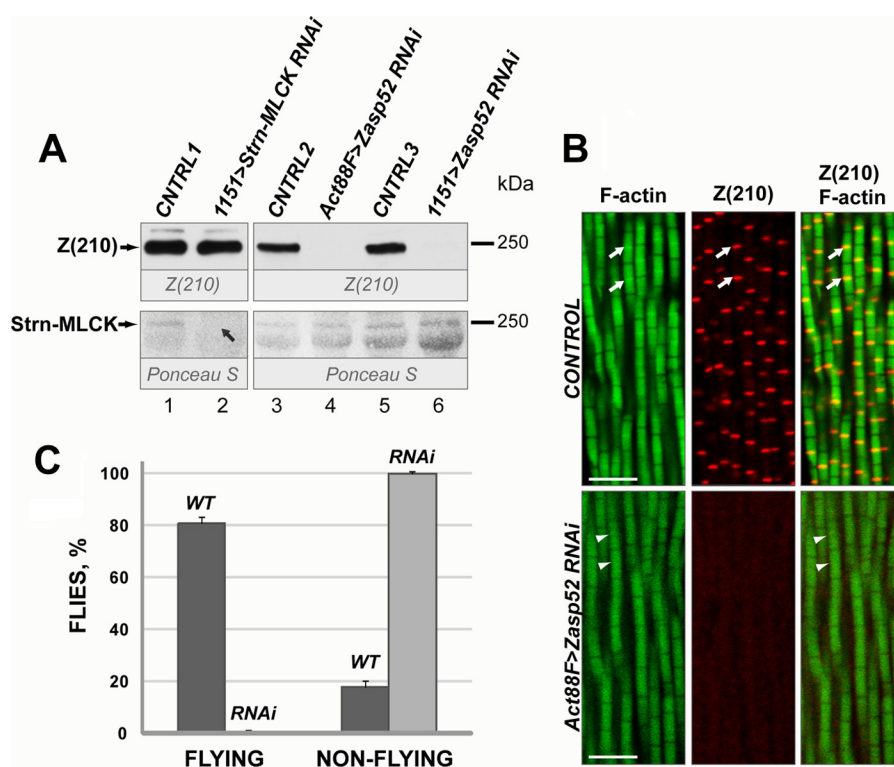 A
CNTRL1
1151>Strn-MLCK RNAi
CNTRL2
Act88F>Zasp52 RNAi
CNTRL3
1151>Zasp52 RNAi
kDa
Z(210)
250
Z(210)
Z(210)
Strn-MLCK
250
Ponceau S
Ponceau S
1 2 3 4 5 6
B
F-actin
Z(210)
Z(210)
F-actin
CONTROL
Act88F>Zasp52 RNAi
C
FLIES, %
100
80
60
40
20
0
WT
RNAi
WT
RNAi
FLYING
NON-FLYING